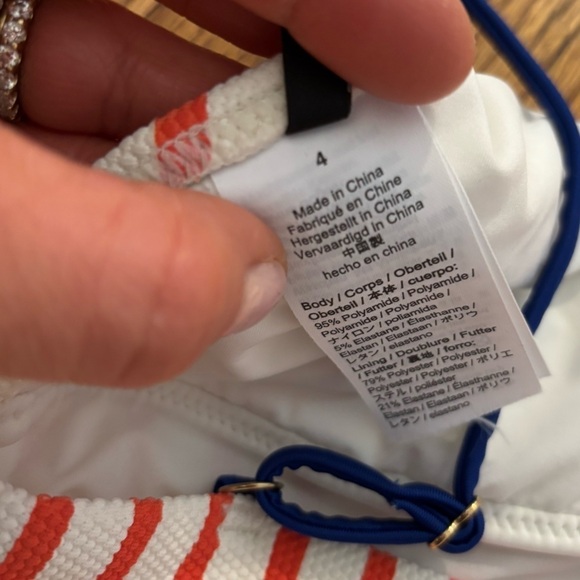 4
Made in China
Fabriqué en Chine
Hergestellt in China
Vervaardigd in China
中国製
hecho en china
Body / Corps / Oberteil /
Oberteil / 本体 / cuerpo:
95% Polyamide / Polyamide /
Polyamide / Polyamide /
ナイロン / poliamida
5% Elastane / Élasthanne /
Elastan / Elastaan / ポリウ
レタン / elastano
Lining / Doublure / Futter
/ Futter / 裏地 / forro:
79% Polyester / Polyester /
Polyester / Polyester / ポリエ
ステル / poliéster
21% Elastane / Élasthanne /
Elastan / Elastaan / ポリウ
レタン / elastano